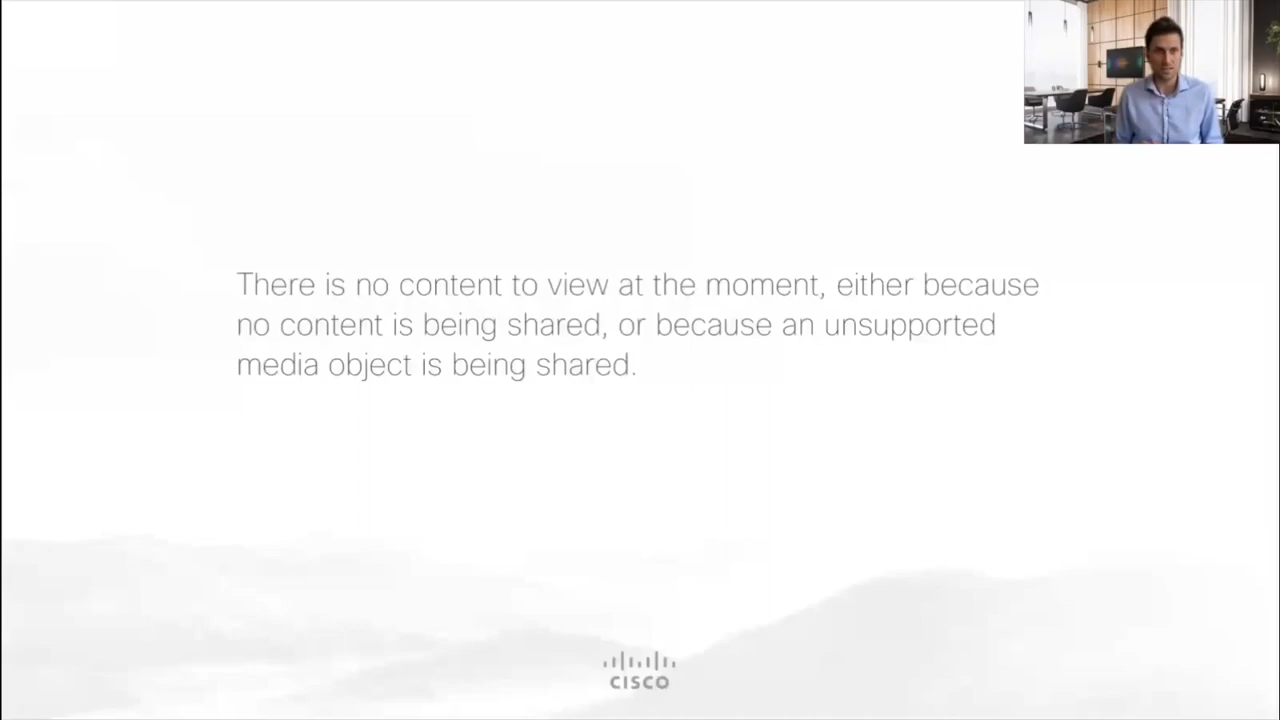 There is no content to view at the moment, either because
no content is being shared, or because an unsupported
media object is being shared.
CISCO